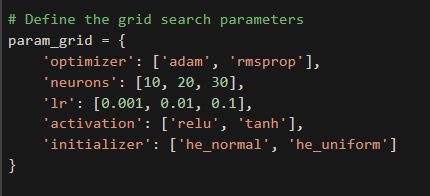 # Define the grid search parameters
param_grid = {
    'optimizer': ['adam', 'rmsprop'],
    'neurons': [10, 20, 30],
    'lr': [0.001, 0.01, 0.1],
    'activation': ['relu', 'tanh'],
    'initializer': ['he_normal', 'he_uniform']
}